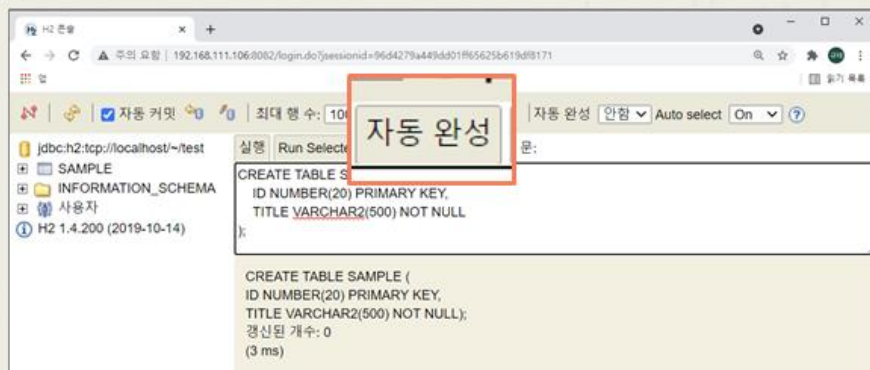 H2 콘솔
주의 요함 | 192.168.111.106:8082/login.do?jsessionid=96d4279a449dd01ff65625b619df8171
앱
읽기 목록
자동 커밋
최대 행 수: 100
자동 완성 안함 Auto select On
자동 완성
jdbc:h2:tcp://localhost/~/test
SAMPLE
INFORMATION_SCHEMA
사용자
H2 1.4.200 (2019-10-14)
실행 Run Selecte
문:
CREATE TABLE S
ID NUMBER(20) PRIMARY KEY,
TITLE VARCHAR2(500) NOT NULL
);
CREATE TABLE SAMPLE (
ID NUMBER(20) PRIMARY KEY,
TITLE VARCHAR2(500) NOT NULL);
갱신된 개수: 0
(3 ms)